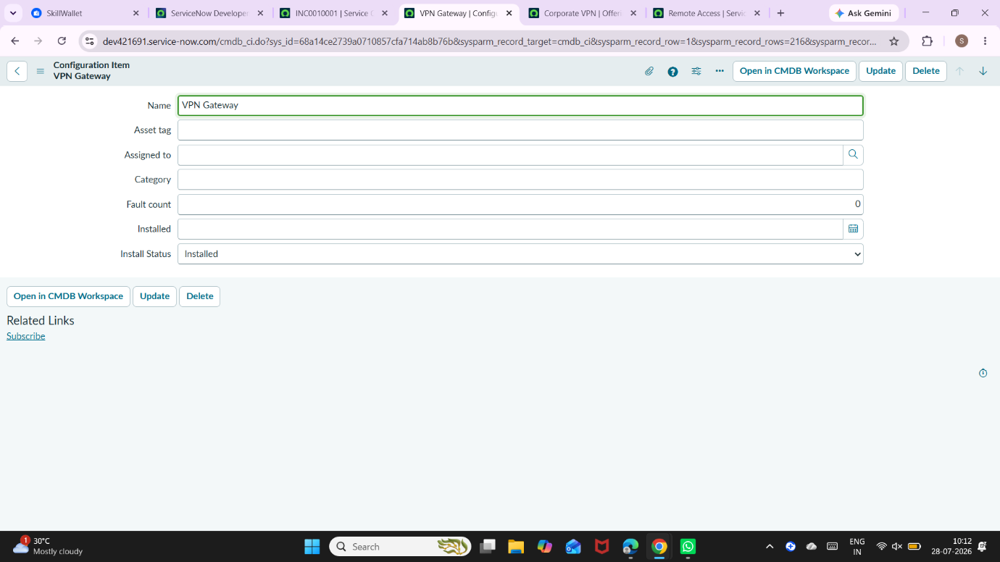 SkillWallet
ServiceNow Developer
INC0010001 | Service
VPN Gateway | Config
Corporate VPN | Offeri
Remote Access | Servic
Ask Gemini
dev421691.service-now.com/cmdb_ci.do?sys_id=68a14ce2739a0710857cfa714ab8b76b&sysparm_record_target=cmdb_ci&sysparm_record_row=1&sysparm_record_rows=216&sysparm_recor...
S
Configuration Item
VPN Gateway
Open in CMDB Workspace
Update
Delete
Name
VPN Gateway
Asset tag
Assigned to
Category
Fault count
0
Installed
Install Status
Installed
Open in CMDB Workspace
Update
Delete
Related Links
Subscribe
1
30°C
Mostly cloudy
Search
ENG
IN
10:12
28-07-2026